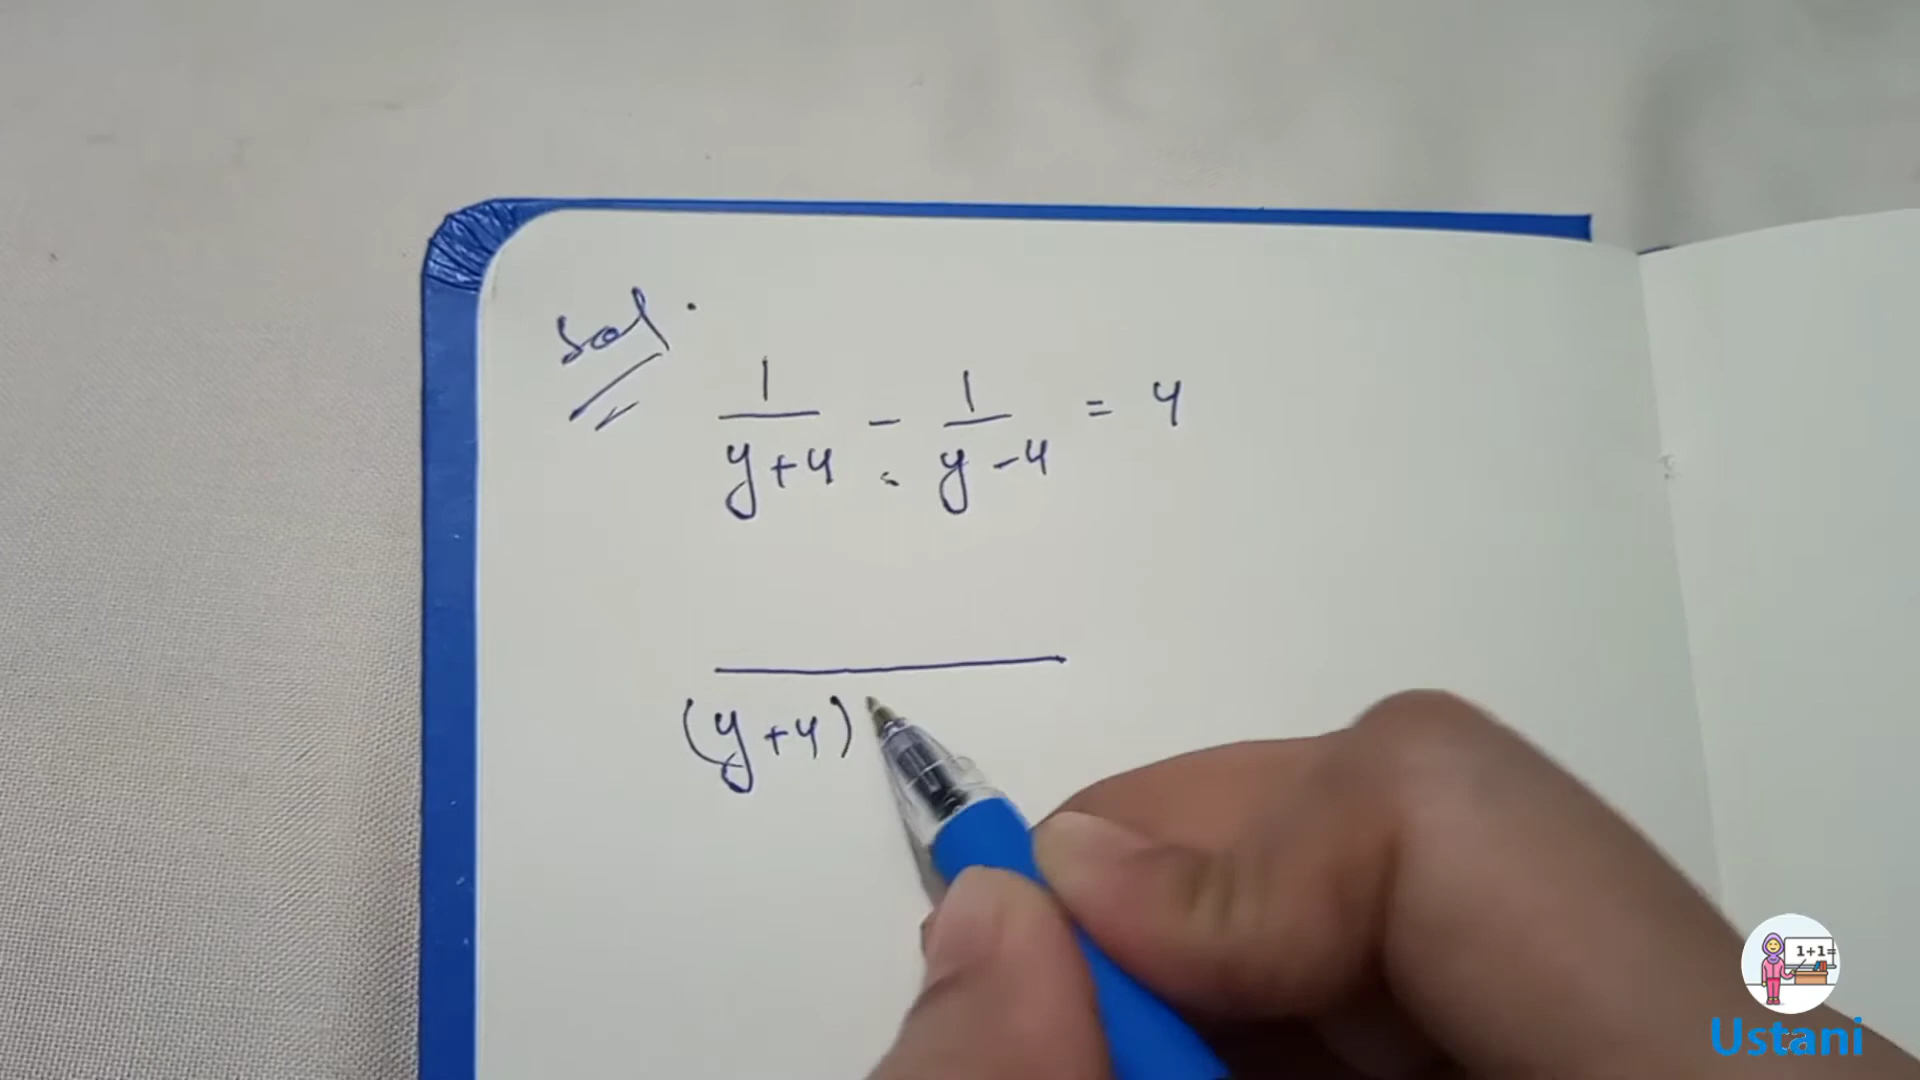 Sol.
1/(y+4) - 1/(y-4) = 4
(y+4)
1+1=
Ustani